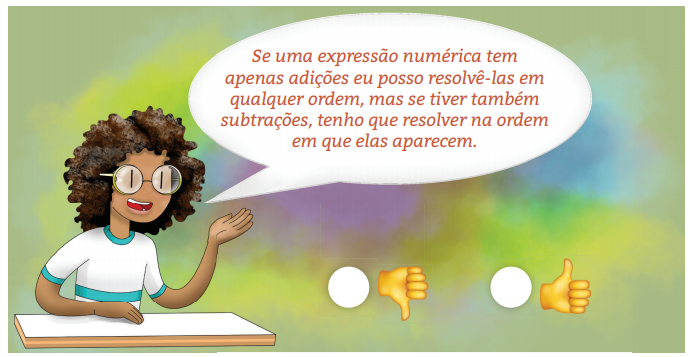 Se uma expressão numérica tem
apenas adições eu posso resolvê-las em
qualquer ordem, mas se tiver também
subtrações, tenho que resolver na ordem
em que elas aparecem.